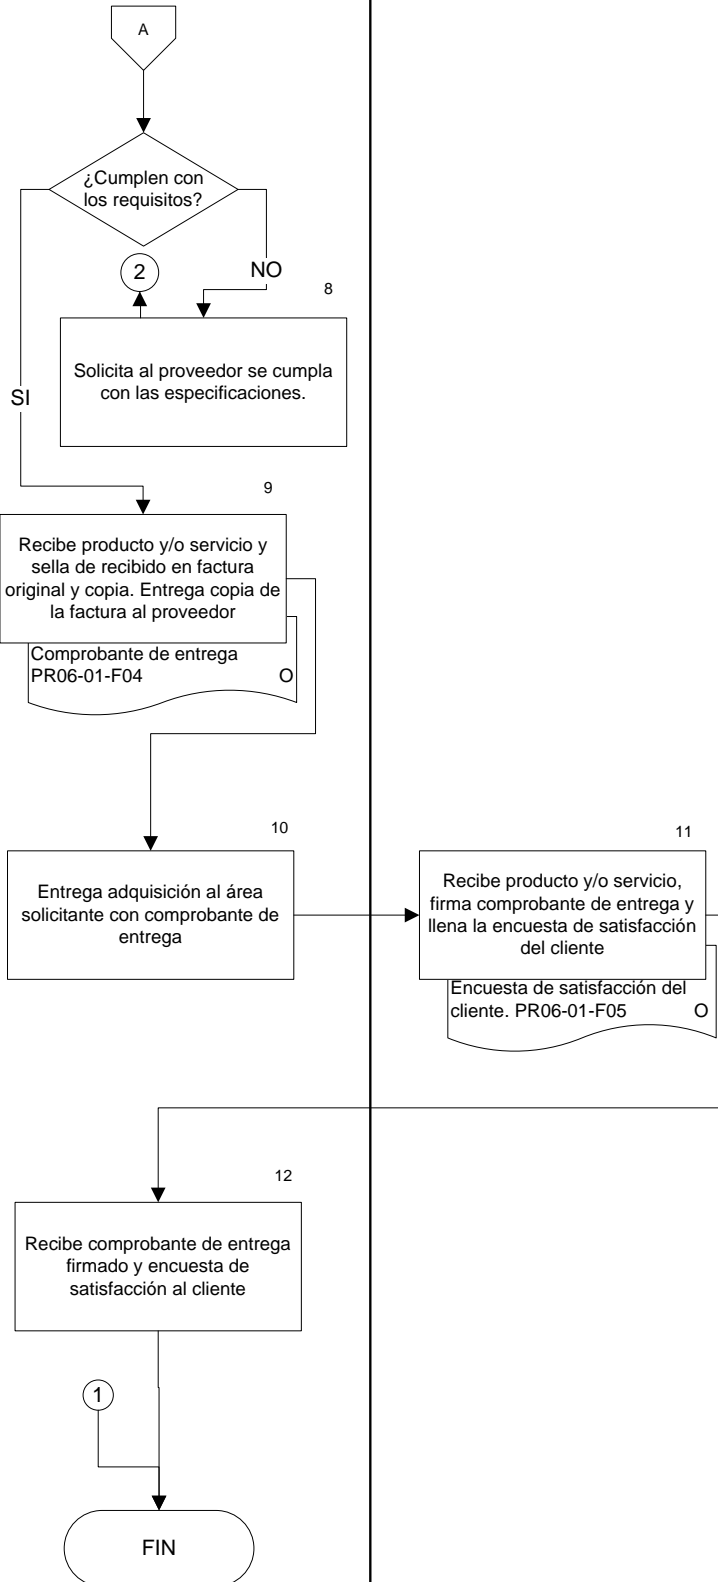 A
¿Cumplen con
los requisitos?
2
NO
8
Solicita al proveedor se cumpla
con las especificaciones.
SI
9
Recibe producto y/o servicio y
sella de recibido en factura
original y copia. Entrega copia de
la factura al proveedor
Comprobante de entrega
PR06-01-F04 O
10
Entrega adquisición al área
solicitante con comprobante de
entrega
11
Recibe producto y/o servicio,
firma comprobante de entrega y
llena la encuesta de satisfacción
del cliente
Encuesta de satisfacción del
cliente. PR06-01-F05 O
12
Recibe comprobante de entrega
firmado y encuesta de
satisfacción al cliente
1
FIN